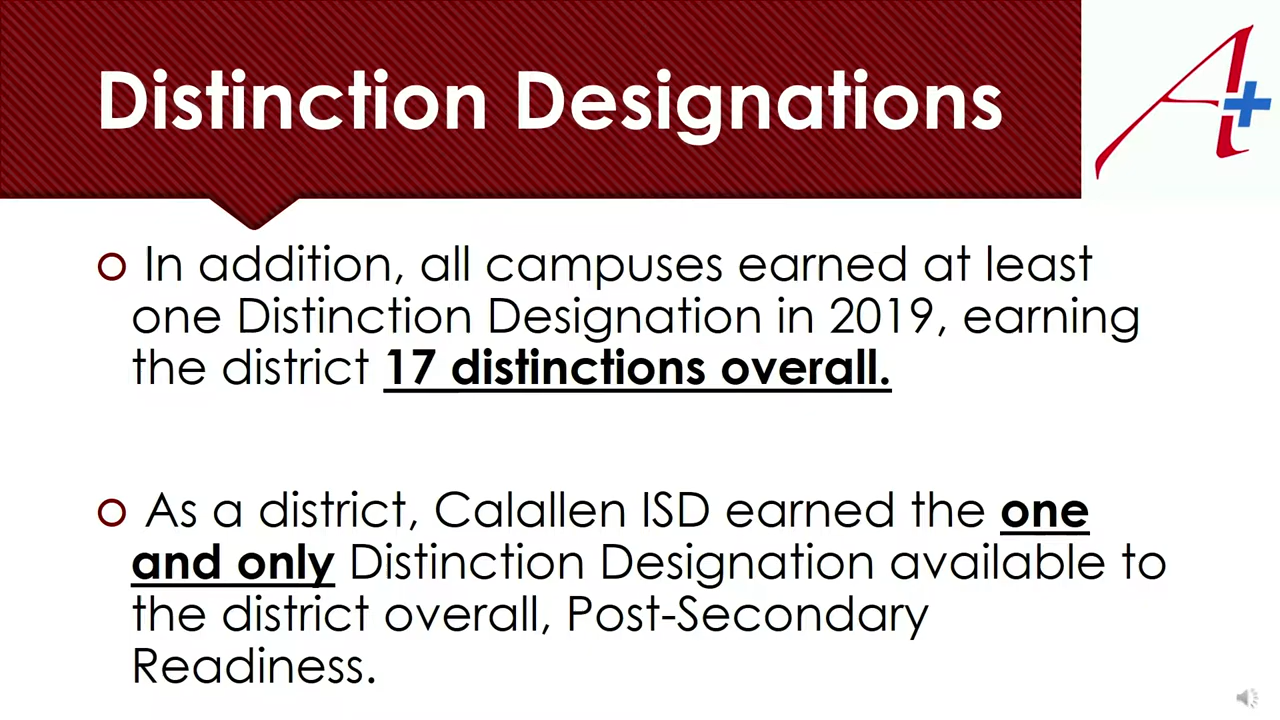 Distinction Designations
A+
In addition, all campuses earned at least
one Distinction Designation in 2019, earning
the district 17 distinctions overall.
As a district, Calallen ISD earned the one
and only Distinction Designation available to
the district overall, Post-Secondary
Readiness.